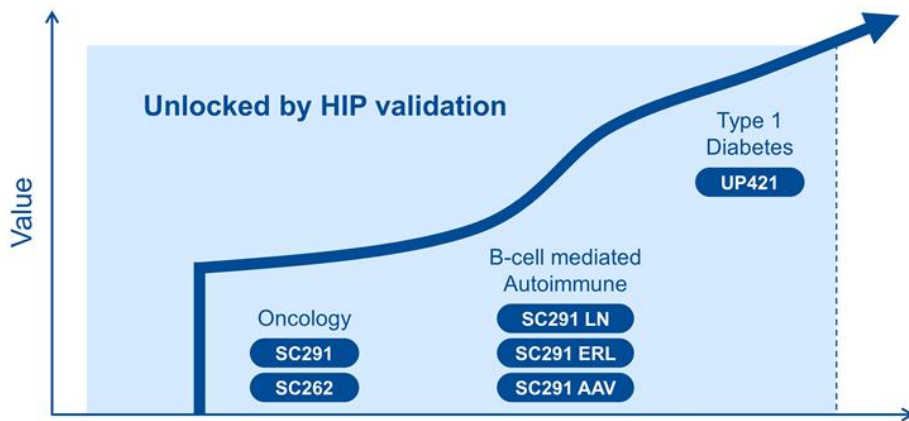 Value
Unlocked by HIP validation
Oncology
SC291
SC262
B-cell mediated
Autoimmune
SC291 LN
SC291 ERL
SC291 AAV
Type 1
Diabetes
UP421